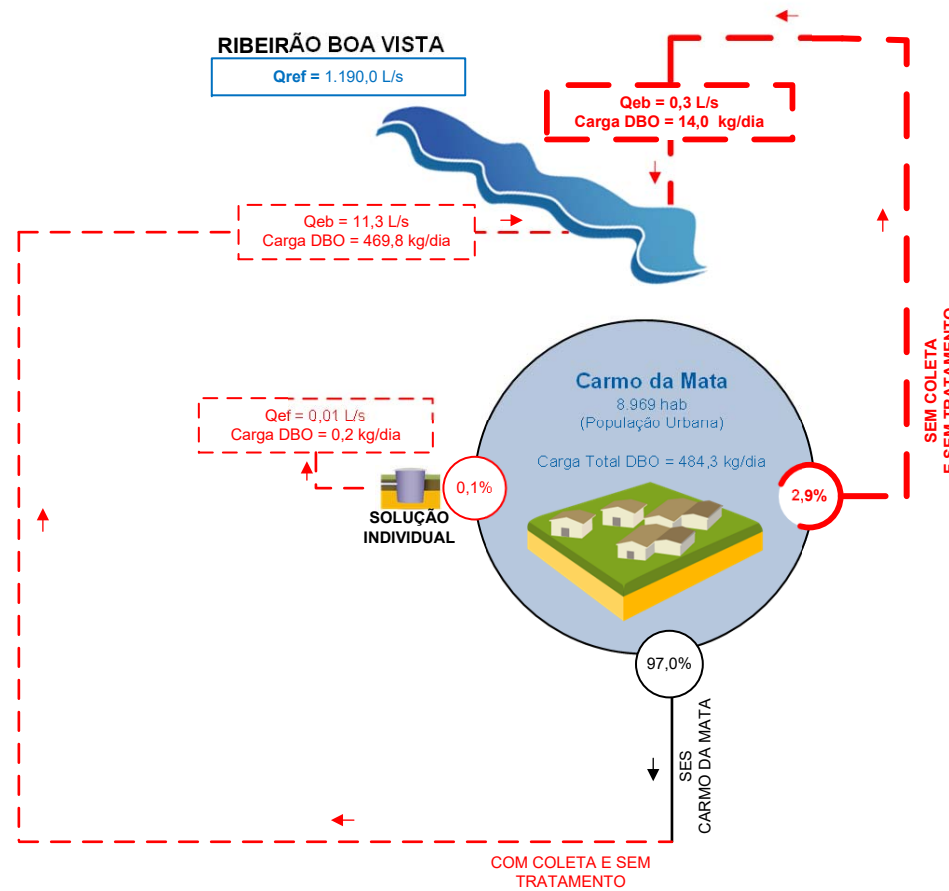 RIBEIRÃO BOA VISTA
Qref = 1.190,0 L/s
Qeb = 0,3 L/s
Carga DBO = 14,0 kg/dia
Qeb = 11,3 L/s
Carga DBO = 469,8 kg/dia
Carmo da Mata
8.969 hab
(População Urbana)
Carga Total DBO = 484,3 kg/dia
Qef = 0,01 L/s
Carga DBO = 0,2 kg/dia
0,1%
2,9%
SOLUÇÃO
INDIVIDUAL
SEM COLETA
E SEM TRATAMENTO
97,0%
SES
CARMO DA MATA
COM COLETA E SEM
TRATAMENTO